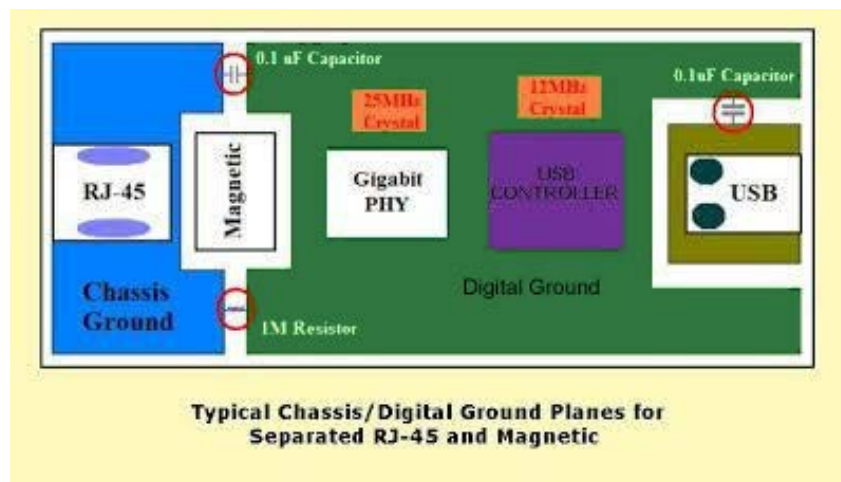 0.1 uF Capacitor
0.1uF Capacitor
25MHz
Crystal
12MHz
Crystal
RJ-45
Magnetic
Gigabit
PHY
USB
CONTROLLER
USB
Chassis
Ground
Digital Ground
1M Resistor
Typical Chassis/Digital Ground Planes for
Separated RJ-45 and Magnetic